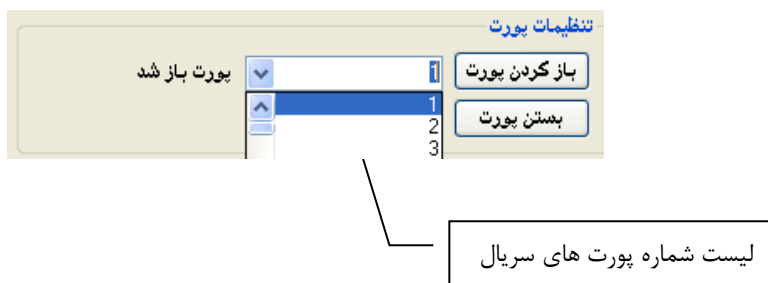 تنظیمات پورت
باز کردن پورت 1 پورت باز شد
1
بستن پورت
2
3
لیست شماره پورت های سریال